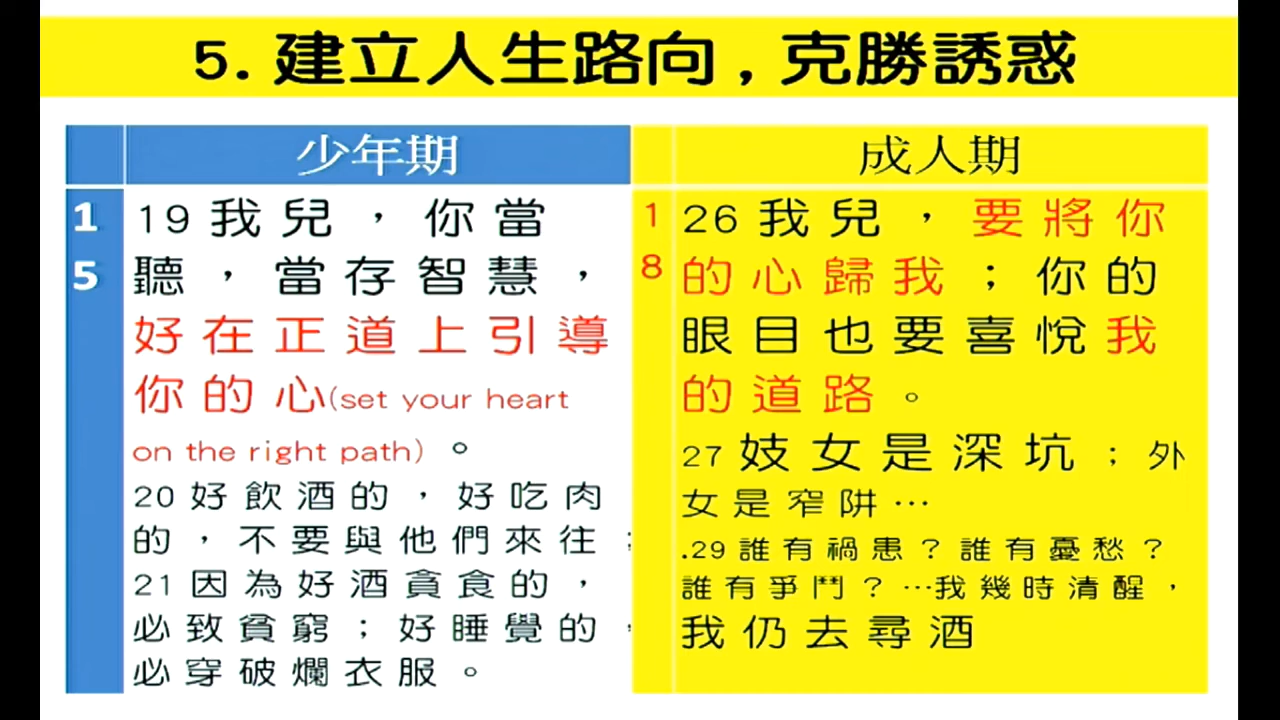 5. 建立人生路向，克勝誘惑
少年期
15
19 我兒，你當
聽，當存智慧，
好在正道上引導
你的心(set your heart
on the right path)。
20 好飲酒的，好吃肉
的，不要與他們來往；
21 因為好酒貪食的，
必致貧窮；好睡覺的，
必穿破爛衣服。
成人期
18
26 我兒，要將你
的心歸我；你的
眼目也要喜悅我
的道路。
27 妓女是深坑；外
女是窄阱…
.29 誰有禍患？誰有憂愁？
誰有爭鬥？…我幾時清醒，
我仍去尋酒